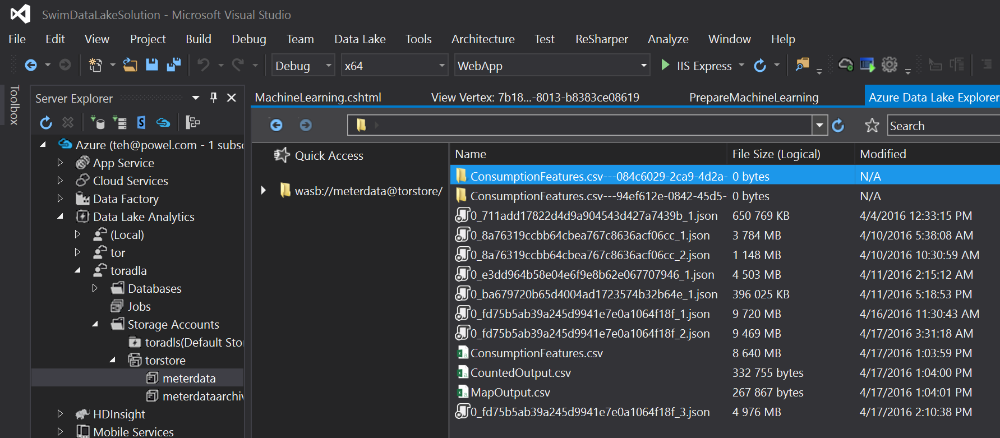 SwimDataLakeSolution - Microsoft Visual Studio
File Edit View Project Build Debug Team Data Lake Tools Architecture Test ReSharper Analyze Window Help
Debug x64 WebApp IIS Express
Toolbox
Server Explorer
Azure (teh@powel.com - 1 subsc
App Service
Cloud Services
Data Factory
Data Lake Analytics
(Local)
tor
toradla
Databases
Jobs
Storage Accounts
toradls(Default Stor
torstore
meterdata
meterdataarchiv
HDInsight
Mobile Services
MachineLearning.cshtml View Vertex: 7b18...-8013-b8383ce08619 PrepareMachineLearning Azure Data Lake Explorer
Search
Quick Access
wasb://meterdata@torstore/
Name File Size (Logical) Modified
ConsumptionFeatures.csv---084c6029-2ca9-4d2a- 0 bytes N/A
ConsumptionFeatures.csv---94ef612e-0842-45d5- 0 bytes N/A
0_711add17822d4d9a904543d427a7439b_1.json 650 769 KB 4/4/2016 12:33:15 PM
0_8a76319ccbb64cbea767c8636acf06cc_1.json 3 784 MB 4/10/2016 5:38:08 AM
0_8a76319ccbb64cbea767c8636acf06cc_2.json 1 148 MB 4/10/2016 10:30:59 AM
0_e3dd964b58e04e6f9e8b62e067707946_1.json 4 503 MB 4/11/2016 2:15:12 AM
0_ba679720b65d4004ad1723574b32b64e_1.json 396 025 KB 4/11/2016 5:18:53 PM
0_fd75b5ab39a245d9941e7e0a1064f18f_1.json 9 720 MB 4/16/2016 11:30:43 AM
0_fd75b5ab39a245d9941e7e0a1064f18f_2.json 9 469 MB 4/17/2016 3:31:18 AM
ConsumptionFeatures.csv 8 640 MB 4/17/2016 1:03:59 PM
CountedOutput.csv 332 755 bytes 4/17/2016 1:04:00 PM
MapOutput.csv 267 867 bytes 4/17/2016 1:04:01 PM
0_fd75b5ab39a245d9941e7e0a1064f18f_3.json 4 976 MB 4/17/2016 2:10:38 PM